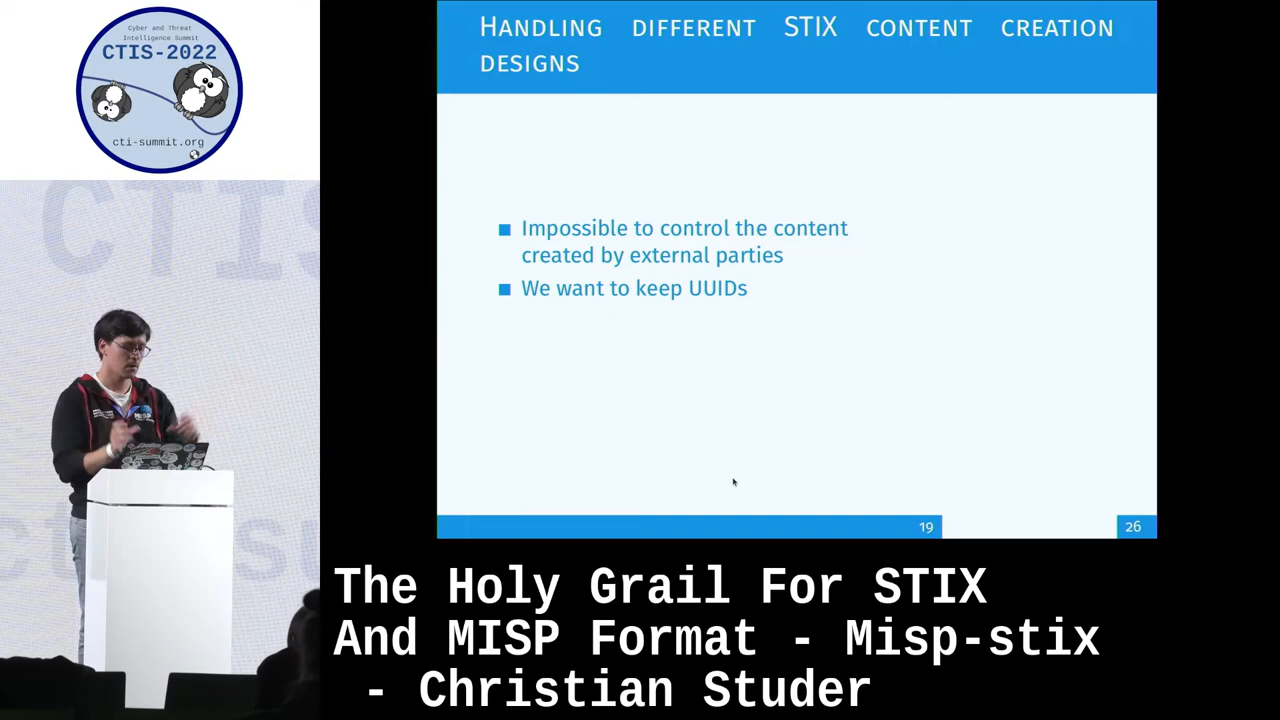 Cyber and Threat
Intelligence Summit
CTIS-2022
cti-summit.org
HANDLING DIFFERENT STIX CONTENT CREATION
DESIGNS
Impossible to control the content
created by external parties
We want to keep UUIDs
19
26
CTIS
MISP
The Holy Grail For STIX
And MISP Format - Misp-stix
- Christian Studer